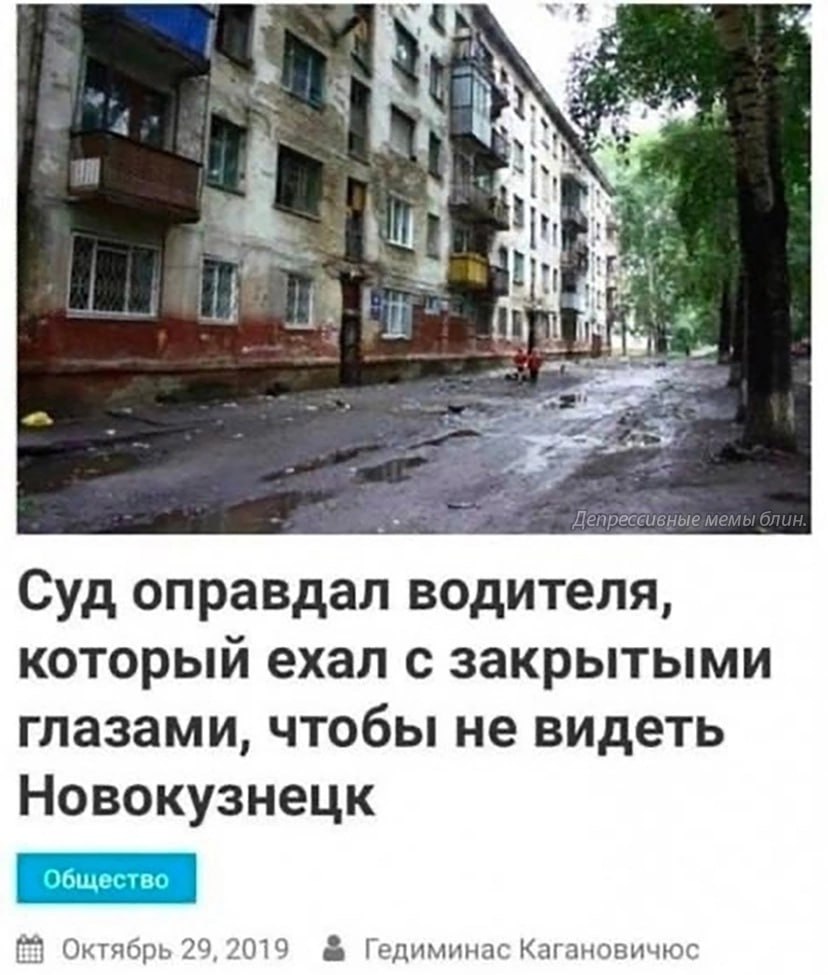 Депрессивные мемы блин.
Суд оправдал водителя,
который ехал с закрытыми
глазами, чтобы не видеть
Новокузнецк
Общество
Октябрь 29, 2019 Гедиминас Кагановичюс